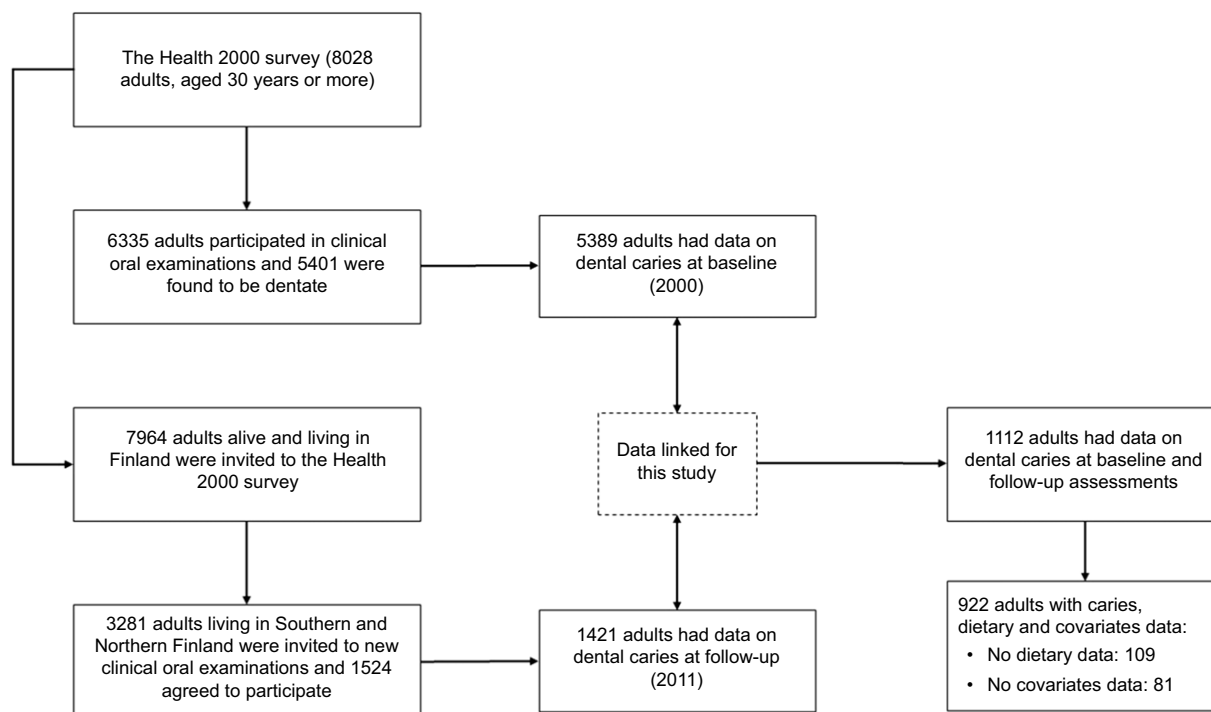 The Health 2000 survey (8028
adults, aged 30 years or more)
6335 adults participated in clinical
oral examinations and 5401 were
found to be dentate
5389 adults had data on
dental caries at baseline
(2000)
7964 adults alive and living in
Finland were invited to the Health
2000 survey
Data linked for
this study
1112 adults had data on
dental caries at baseline and
follow-up assessments
3281 adults living in Southern and
Northern Finland were invited to new
clinical oral examinations and 1524
agreed to participate
1421 adults had data on
dental caries at follow-up
(2011)
922 adults with caries,
dietary and covariates data:
• No dietary data: 109
• No covariates data: 81